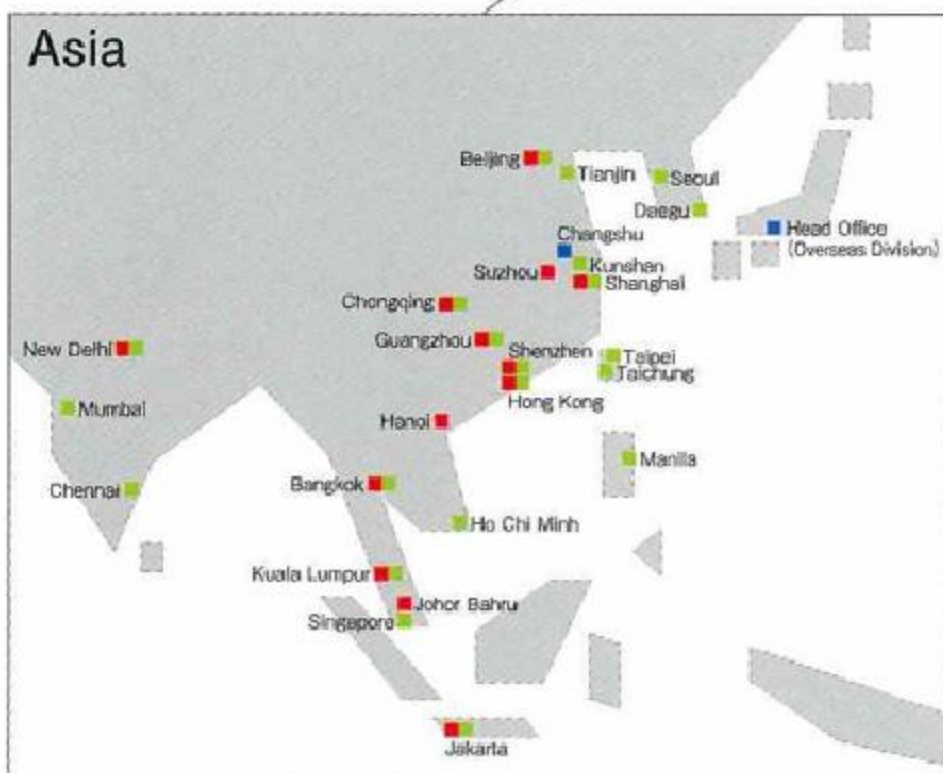 Asia
Beijing
Tianjin
Seoul
Daegu
Head Office
(Overseas Division)
Changshu
Kunshan
Suzhou
Shanghai
Chongqing
Guangzhou
Shenzhen
New Delhi
Taipei
Taichung
Hong Kong
Mumbai
Hanoi
Manila
Chennai
Bangkok
Ho Chi Minh
Kuala Lumpur
Johor Bahru
Singapore
Jakarta